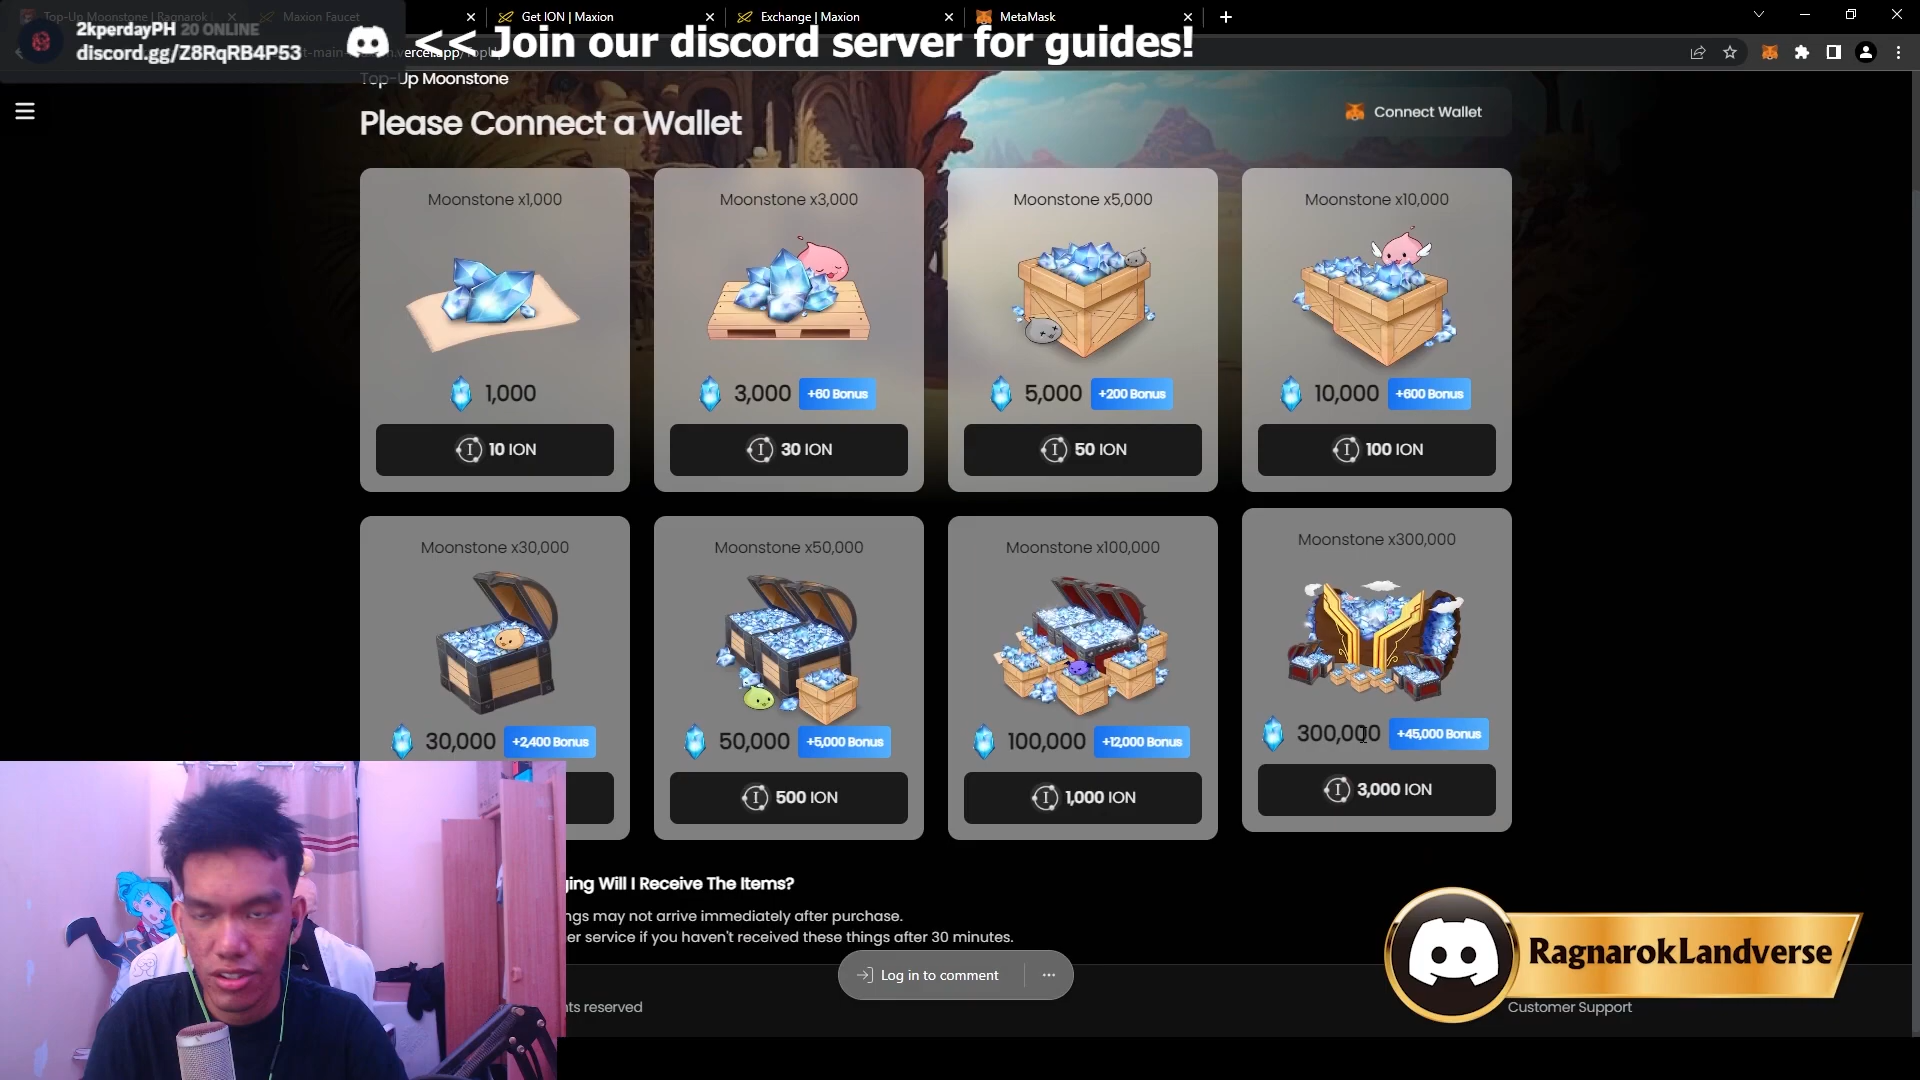 Top-Up Moonstone | Ragnarok
Maxion Faucet
Get ION | Maxion
Exchange | Maxion
MetaMask
2kperdayPH 20 ONLINE
discord.gg/Z8RqRB4P53
<< Join our discord server for guides!
Top-Up Moonstone
Please Connect a Wallet
Connect Wallet
Moonstone x1,000
Moonstone x3,000
Moonstone x5,000
Moonstone x10,000
1,000
3,000 +60 Bonus
5,000 +200 Bonus
10,000 +600 Bonus
10 ION
30 ION
50 ION
100 ION
Moonstone x30,000
Moonstone x50,000
Moonstone x100,000
Moonstone x300,000
30,000 +2,400 Bonus
50,000 +5,000 Bonus
100,000 +12,000 Bonus
300,000 +45,000 Bonus
500 ION
1,000 ION
3,000 ION
Will I Receive The Items?
may not arrive immediately after purchase.
service if you haven't received these things after 30 minutes.
Log in to comment
reserved
RagnarokLandverse
Customer Support